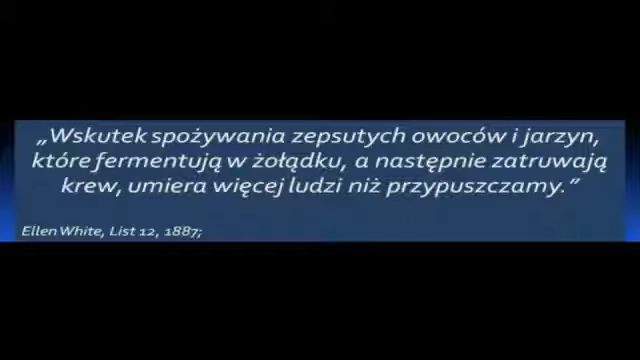 „Wskutek spożywania zepsutych owoców i jarzyn,
które fermentują w żołądku, a następnie zatruwają
krew, umiera więcej ludzi niż przypuszczamy.”
Ellen White, List 12, 1887;